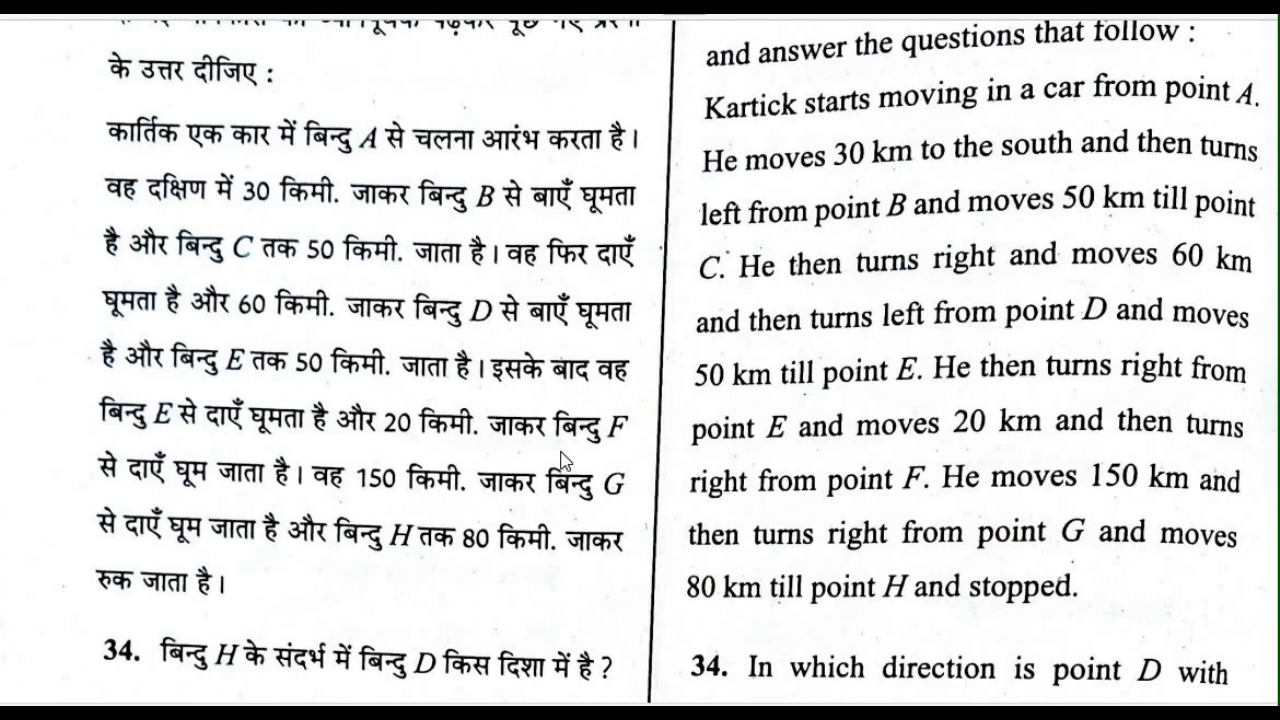 के उत्तर दीजिए :
कार्तिक एक कार में बिन्दु A से चलना आरंभ करता है।
वह दक्षिण में 30 किमी. जाकर बिन्दु B से बाएँ घूमता
है और बिन्दु C तक 50 किमी. जाता है। वह फिर दाएँ
घूमता है और 60 किमी. जाकर बिन्दु D से बाएँ घूमता
है और बिन्दु E तक 50 किमी. जाता है। इसके बाद वह
बिन्दु E से दाएँ घूमता है और 20 किमी. जाकर बिन्दु F
से दाएँ घूम जाता है। वह 150 किमी. जाकर बिन्दु G
से दाएँ घूम जाता है और बिन्दु H तक 80 किमी. जाकर
रुक जाता है।
34. बिन्दु H के संदर्भ में बिन्दु D किस दिशा में है ?
and answer the questions that follow :
Kartick starts moving in a car from point A.
He moves 30 km to the south and then turns
left from point B and moves 50 km till point
C. He then turns right and moves 60 km
and then turns left from point D and moves
50 km till point E. He then turns right from
point E and moves 20 km and then turns
right from point F. He moves 150 km and
then turns right from point G and moves
80 km till point H and stopped.
34. In which direction is point D with